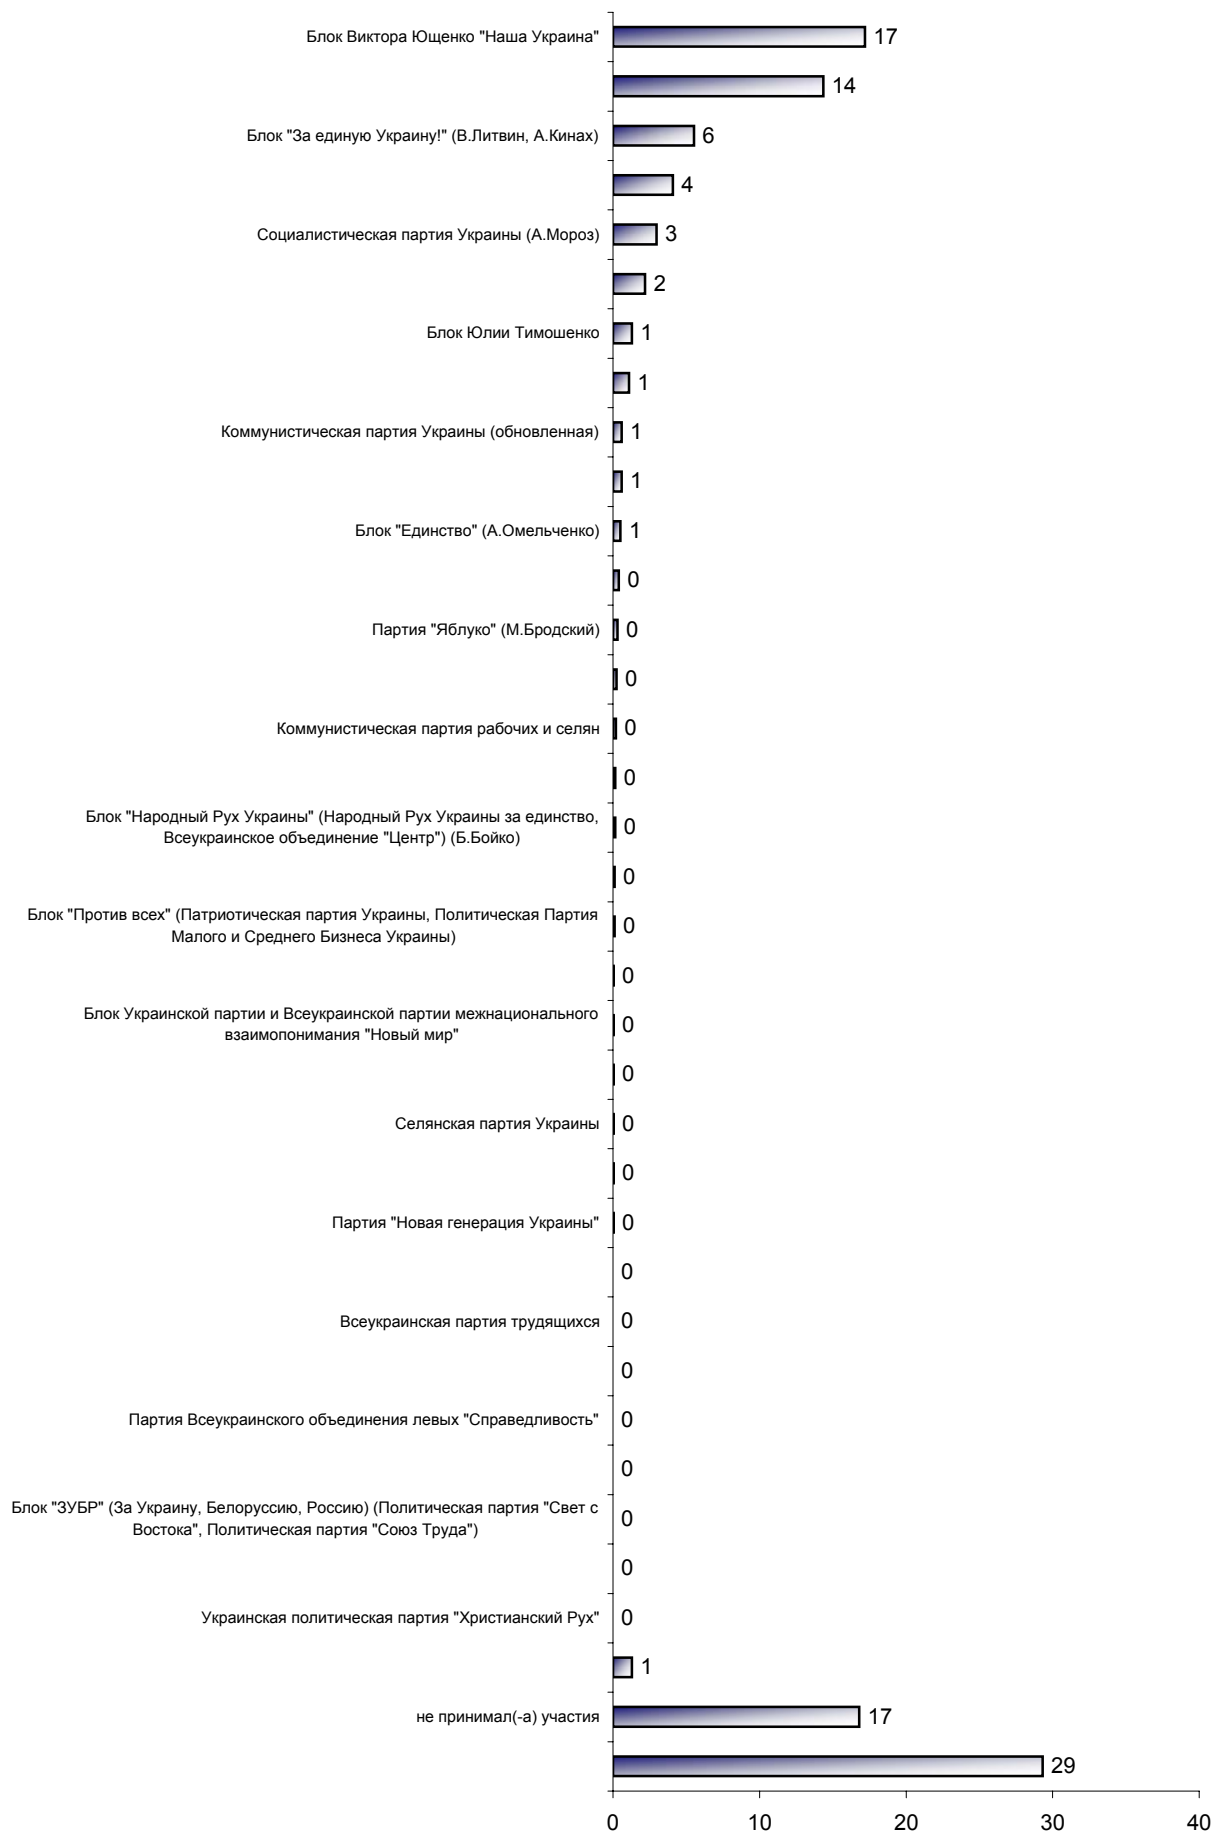 Блок Виктора Ющенко "Наша Украина" 17
14
Блок "За единую Украину!" (В.Литвин, А.Кинах) 6
4
Социалистическая партия Украины (А.Мороз) 3
2
Блок Юлии Тимошенко 1
1
Коммунистическая партия Украины (обновленная) 1
1
Блок "Единство" (А.Омельченко) 1
0
Партия "Яблуко" (М.Бродский) 0
0
Коммунистическая партия рабочих и селян 0
0
Блок "Народный Рух Украины" (Народный Рух Украины за единство,
Всеукраинское объединение "Центр") (Б.Бойко) 0
0
Блок "Против всех" (Патриотическая партия Украины, Политическая Партия
Малого и Среднего Бизнеса Украины) 0
0
Блок Украинской партии и Всеукраинской партии межнационального
взаимопонимания "Новый мир" 0
0
Селянская партия Украины 0
0
Партия "Новая генерация Украины" 0
0
Всеукраинская партия трудящихся 0
0
Партия Всеукраинского объединения левых "Справедливость" 0
0
Блок "ЗУБР" (За Украину, Белоруссию, Россию) (Политическая партия "Свет с
Востока", Политическая партия "Союз Труда") 0
0
Украинская политическая партия "Христианский Рух" 0
1
не принимал(-а) участия 17
29
0 10 20 30 40